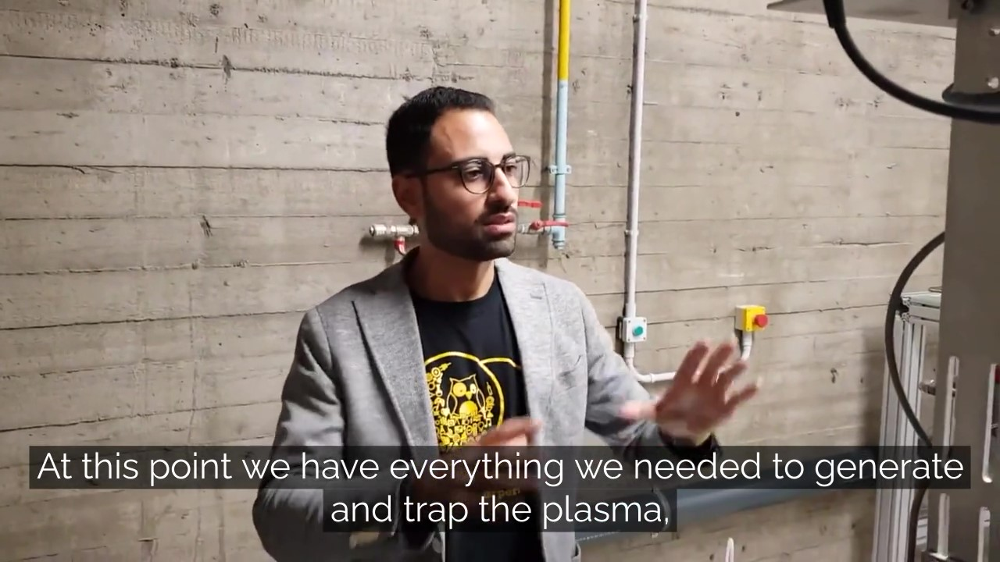 At this point we have everything we needed to generate
and trap the plasma,